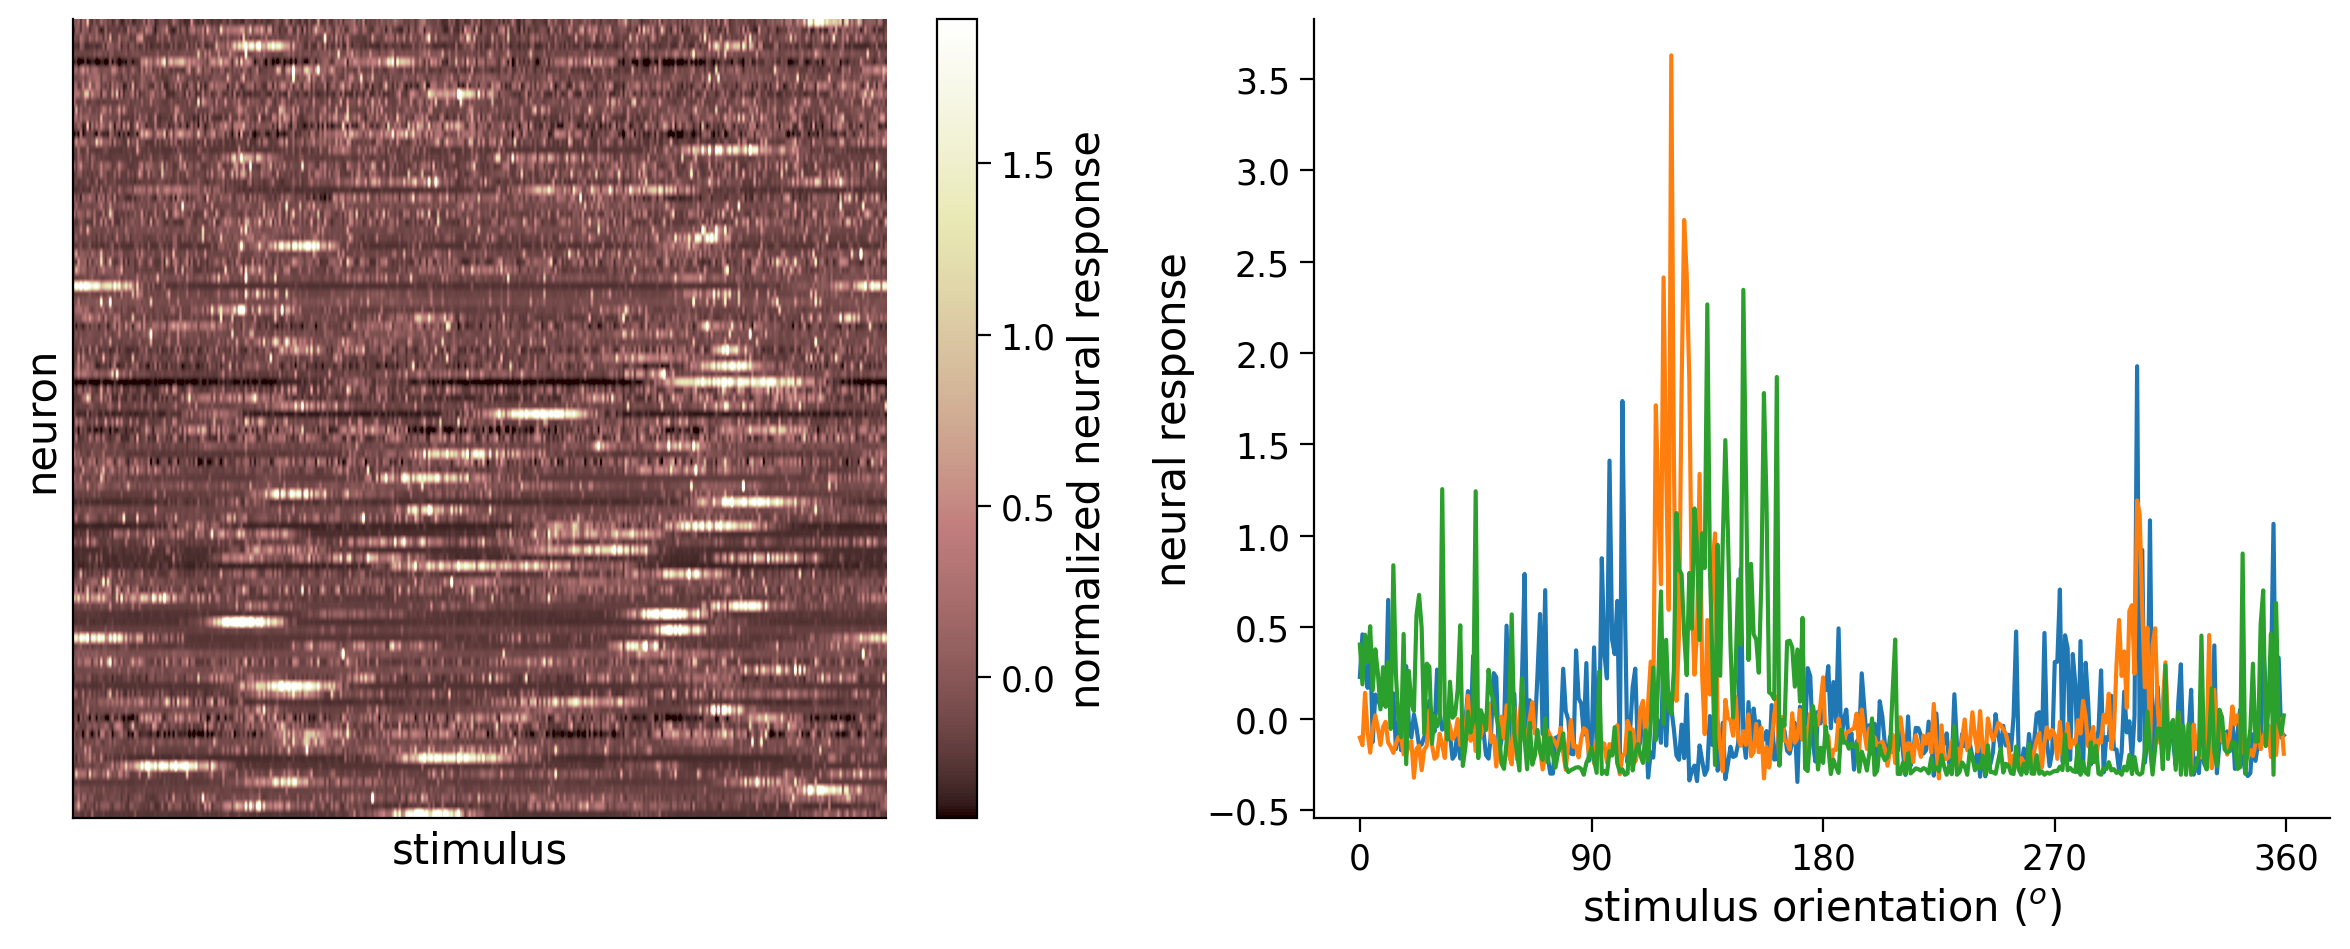 neuron
stimulus
1.5
1.0
0.5
0.0
normalized neural response
neural response
3.5
3.0
2.5
2.0
1.5
1.0
0.5
0.0
−0.5
0 90 180 270 360
stimulus orientation (°)